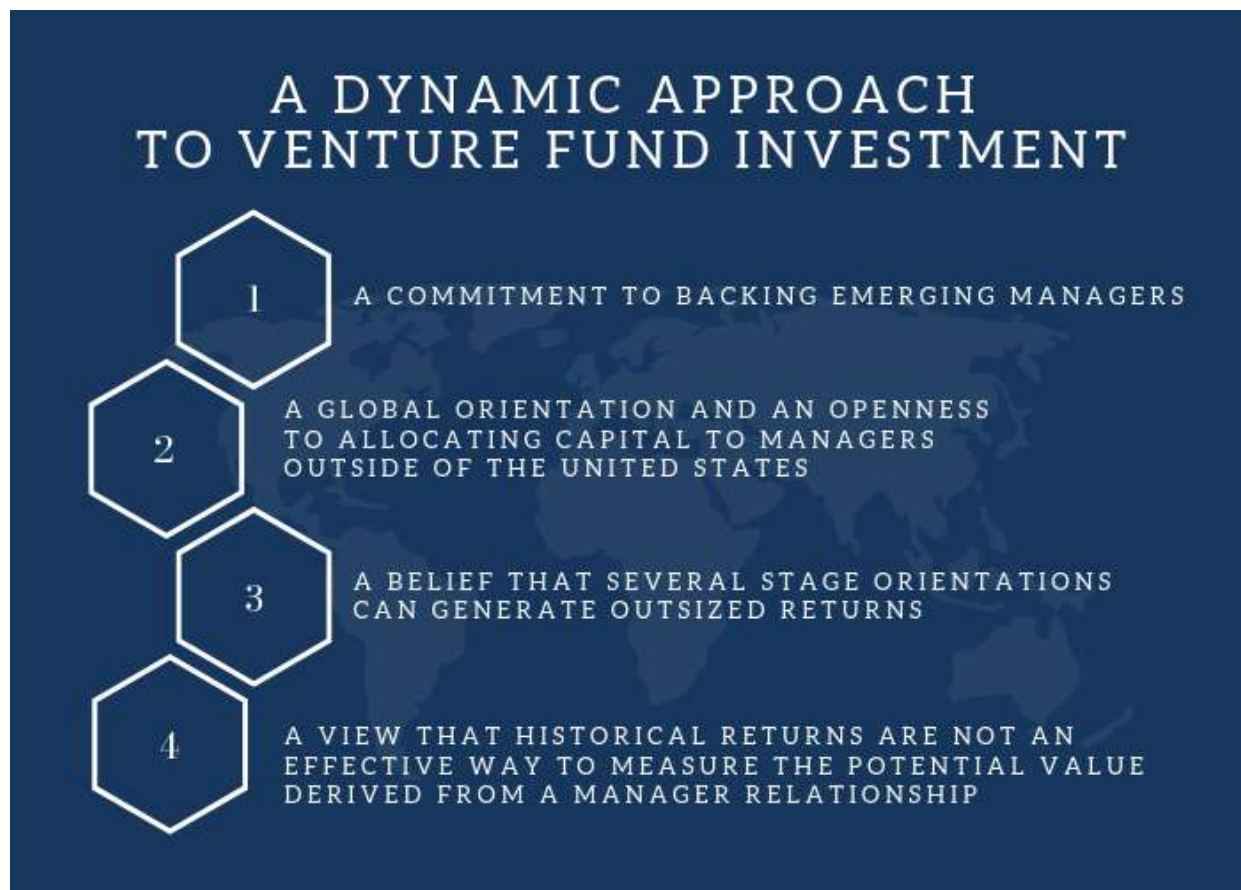 A DYNAMIC APPROACH
TO VENTURE FUND INVESTMENT
1
A COMMITMENT TO BACKING EMERGING MANAGERS
2
A GLOBAL ORIENTATION AND AN OPENNESS
TO ALLOCATING CAPITAL TO MANAGERS
OUTSIDE OF THE UNITED STATES
3
A BELIEF THAT SEVERAL STAGE ORIENTATIONS
CAN GENERATE OUTSIZED RETURNS
4
A VIEW THAT HISTORICAL RETURNS ARE NOT AN
EFFECTIVE WAY TO MEASURE THE POTENTIAL VALUE
DERIVED FROM A MANAGER RELATIONSHIP